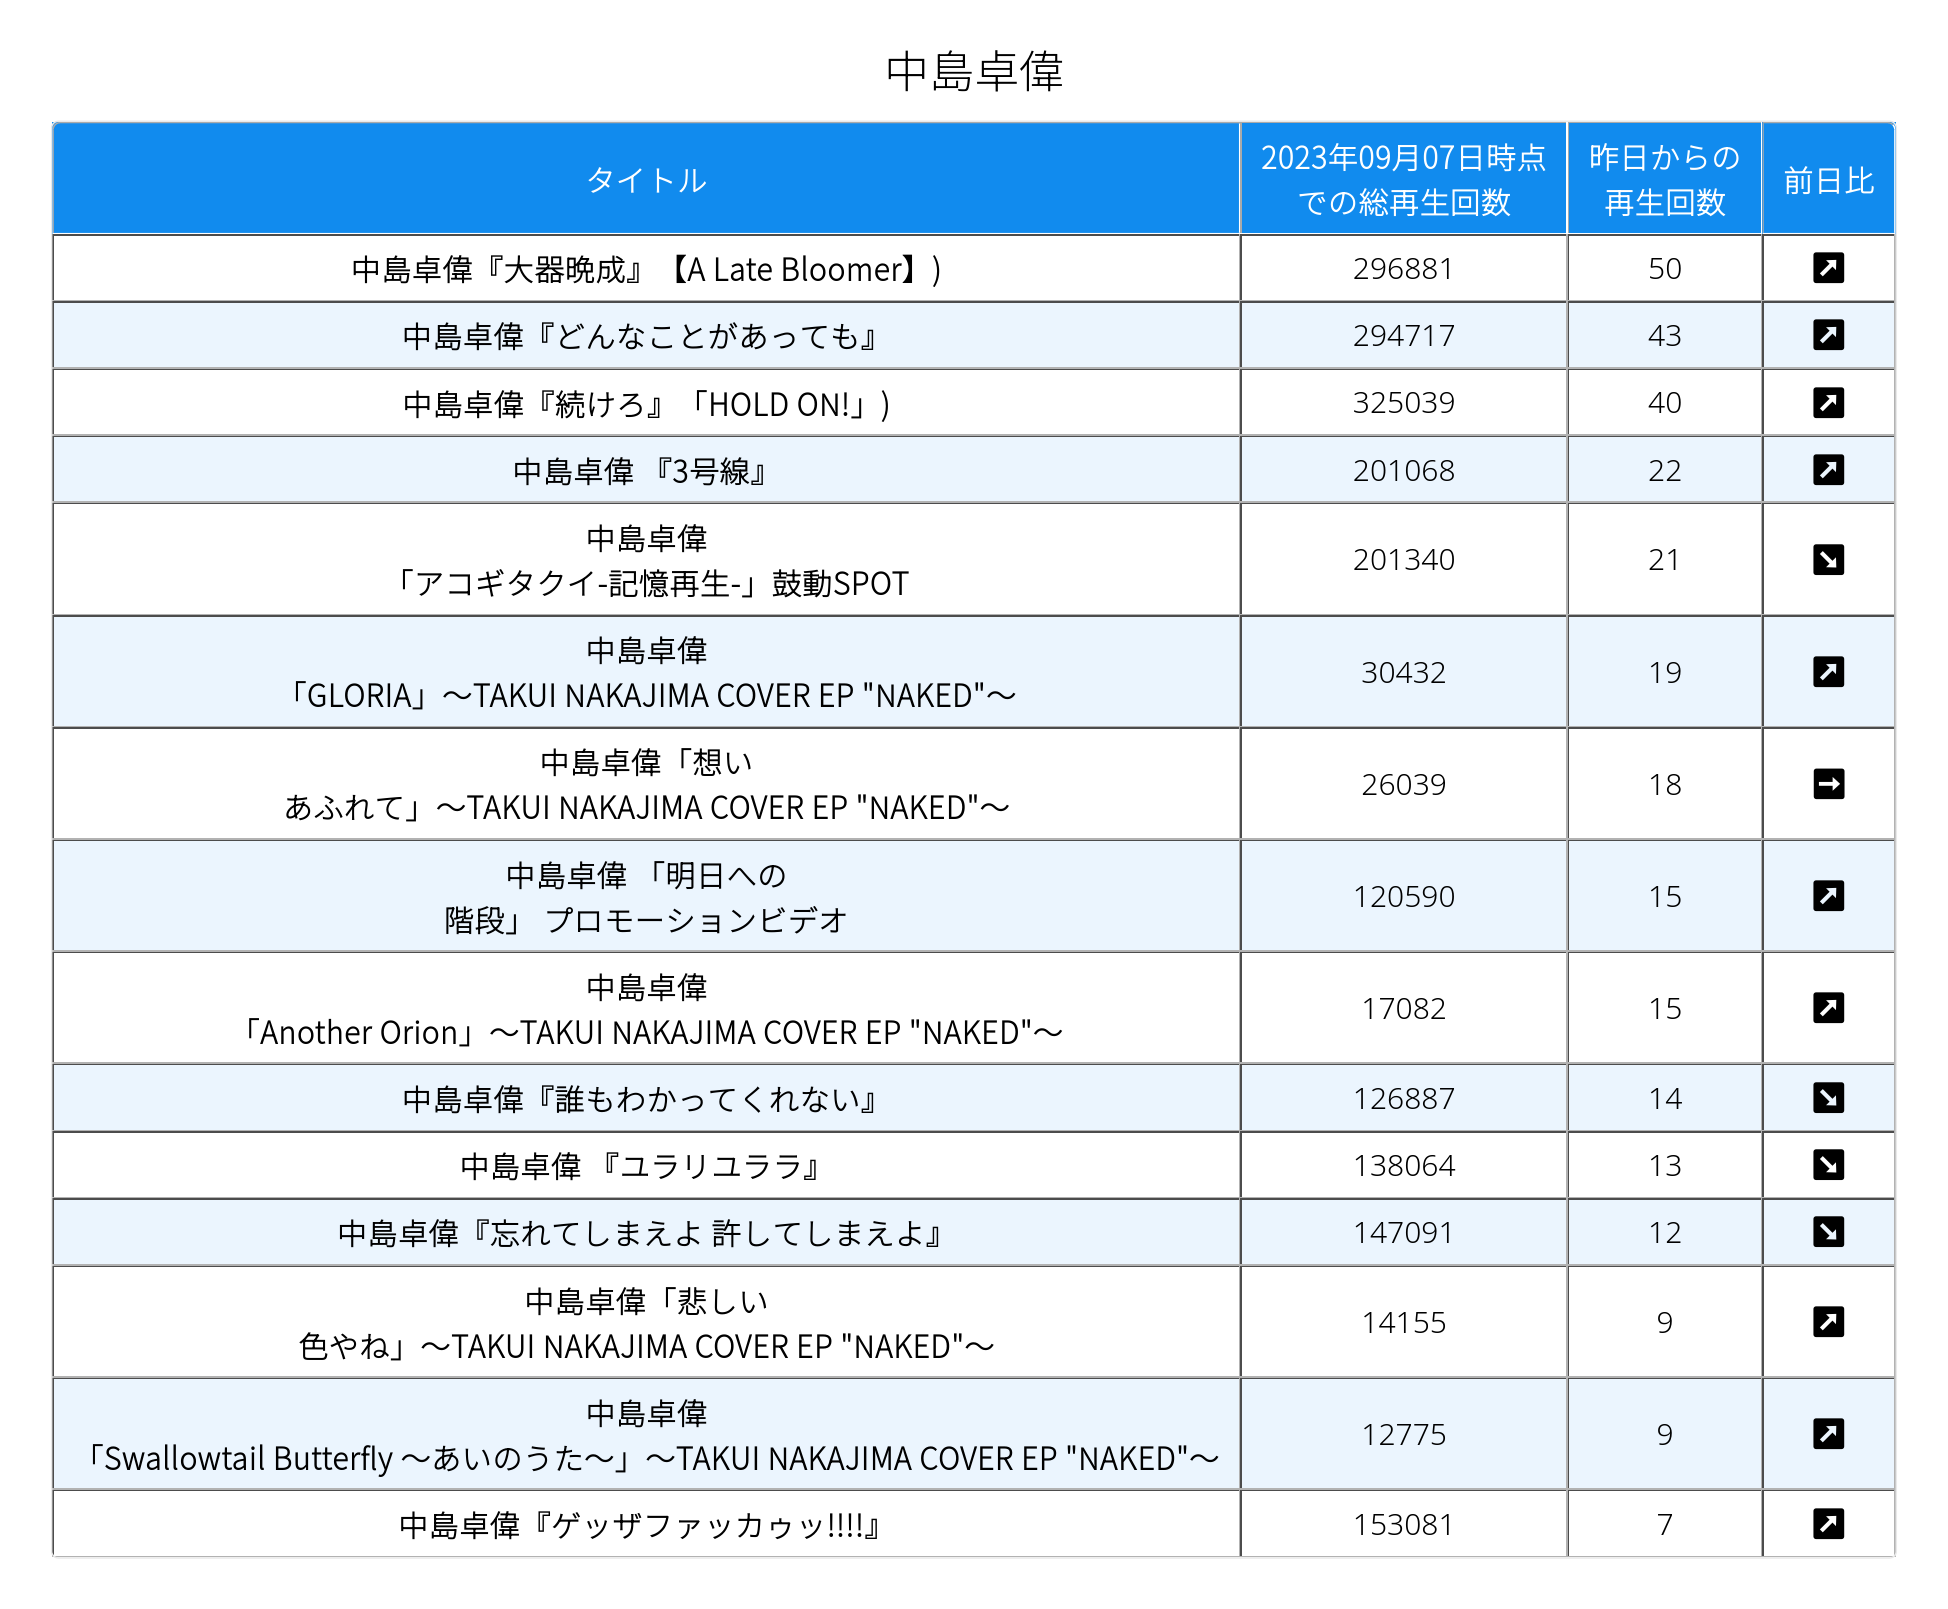 中島卓偉
タイトル
2023年09月07日時点
での総再生回数
昨日からの
再生回数
前日比
中島卓偉『大器晩成』【A Late Bloomer】)
296881
50
中島卓偉『どんなことがあっても』
294717
43
中島卓偉『続けろ』「HOLD ON!」)
325039
40
中島卓偉 『3号線』
201068
22
中島卓偉
「アコギタクイ-記憶再生-」鼓動SPOT
201340
21
中島卓偉
「GLORIA」～TAKUI NAKAJIMA COVER EP "NAKED"～
30432
19
中島卓偉「想い
あふれて」～TAKUI NAKAJIMA COVER EP "NAKED"～
26039
18
中島卓偉 「明日への
階段」 プロモーションビデオ
120590
15
中島卓偉
「Another Orion」～TAKUI NAKAJIMA COVER EP "NAKED"～
17082
15
中島卓偉『誰もわかってくれない』
126887
14
中島卓偉 『ユラリユララ』
138064
13
中島卓偉『忘れてしまえよ 許してしまえよ』
147091
12
中島卓偉「悲しい
色やね」～TAKUI NAKAJIMA COVER EP "NAKED"～
14155
9
中島卓偉
「Swallowtail Butterfly ～あいのうた～」～TAKUI NAKAJIMA COVER EP "NAKED"～
12775
9
中島卓偉『ゲッザファッカゥッ!!!!』
153081
7